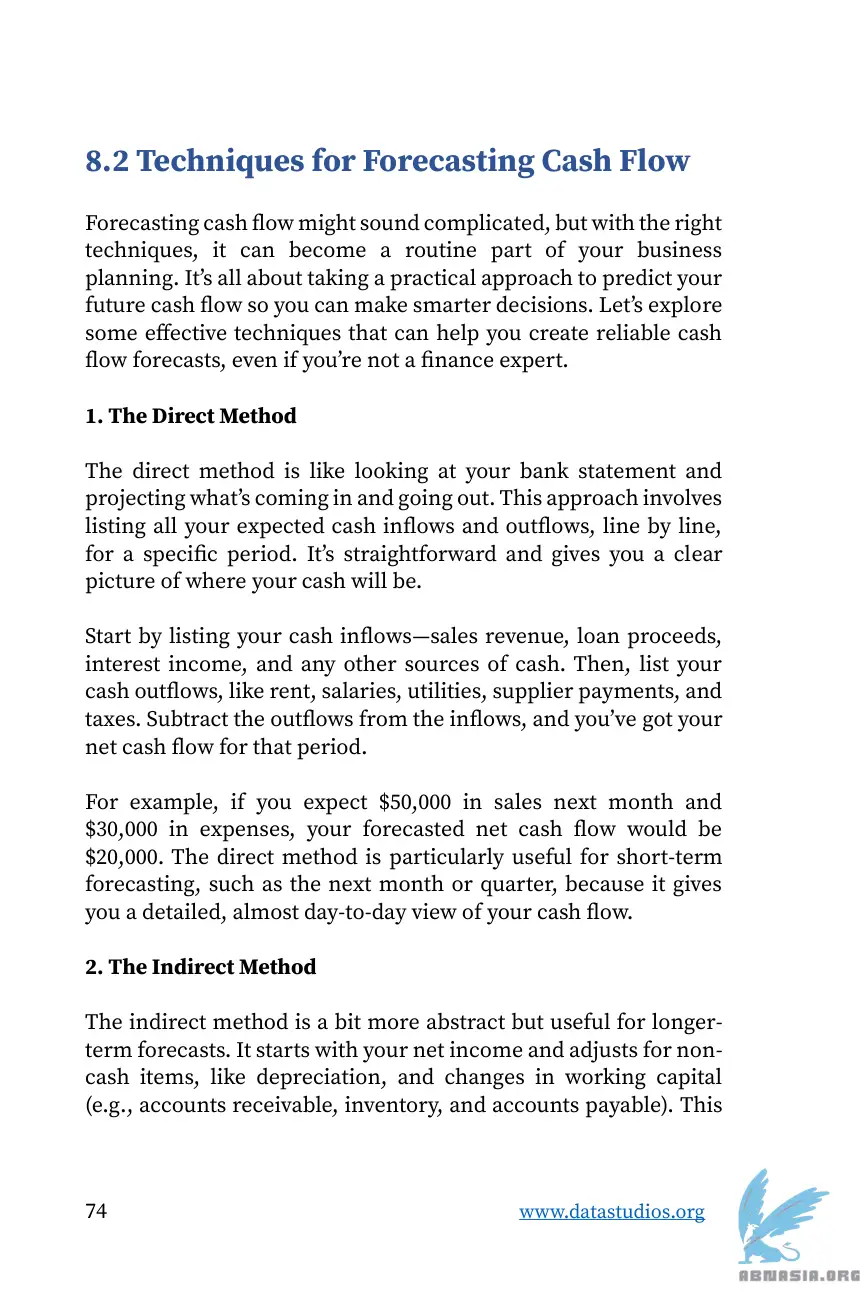 8.2 Techniques for Forecasting Cash Flow
Forecasting cash flow might sound complicated, but with the right
techniques, it can become a routine part of your business
planning. It’s all about taking a practical approach to predict your
future cash flow so you can make smarter decisions. Let’s explore
some effective techniques that can help you create reliable cash
flow forecasts, even if you’re not a finance expert.
1. The Direct Method
The direct method is like looking at your bank statement and
projecting what’s coming in and going out. This approach involves
listing all your expected cash inflows and outflows, line by line,
for a specific period. It’s straightforward and gives you a clear
picture of where your cash will be.
Start by listing your cash inflows—sales revenue, loan proceeds,
interest income, and any other sources of cash. Then, list your
cash outflows, like rent, salaries, utilities, supplier payments, and
taxes. Subtract the outflows from the inflows, and you’ve got your
net cash flow for that period.
For example, if you expect $50,000 in sales next month and
$30,000 in expenses, your forecasted net cash flow would be
$20,000. The direct method is particularly useful for short-term
forecasting, such as the next month or quarter, because it gives
you a detailed, almost day-to-day view of your cash flow.
2. The Indirect Method
The indirect method is a bit more abstract but useful for longer-
term forecasts. It starts with your net income and adjusts for non-
cash items, like depreciation, and changes in working capital
(e.g., accounts receivable, inventory, and accounts payable). This
74
www.datastudios.org
ABNASIA.ORG